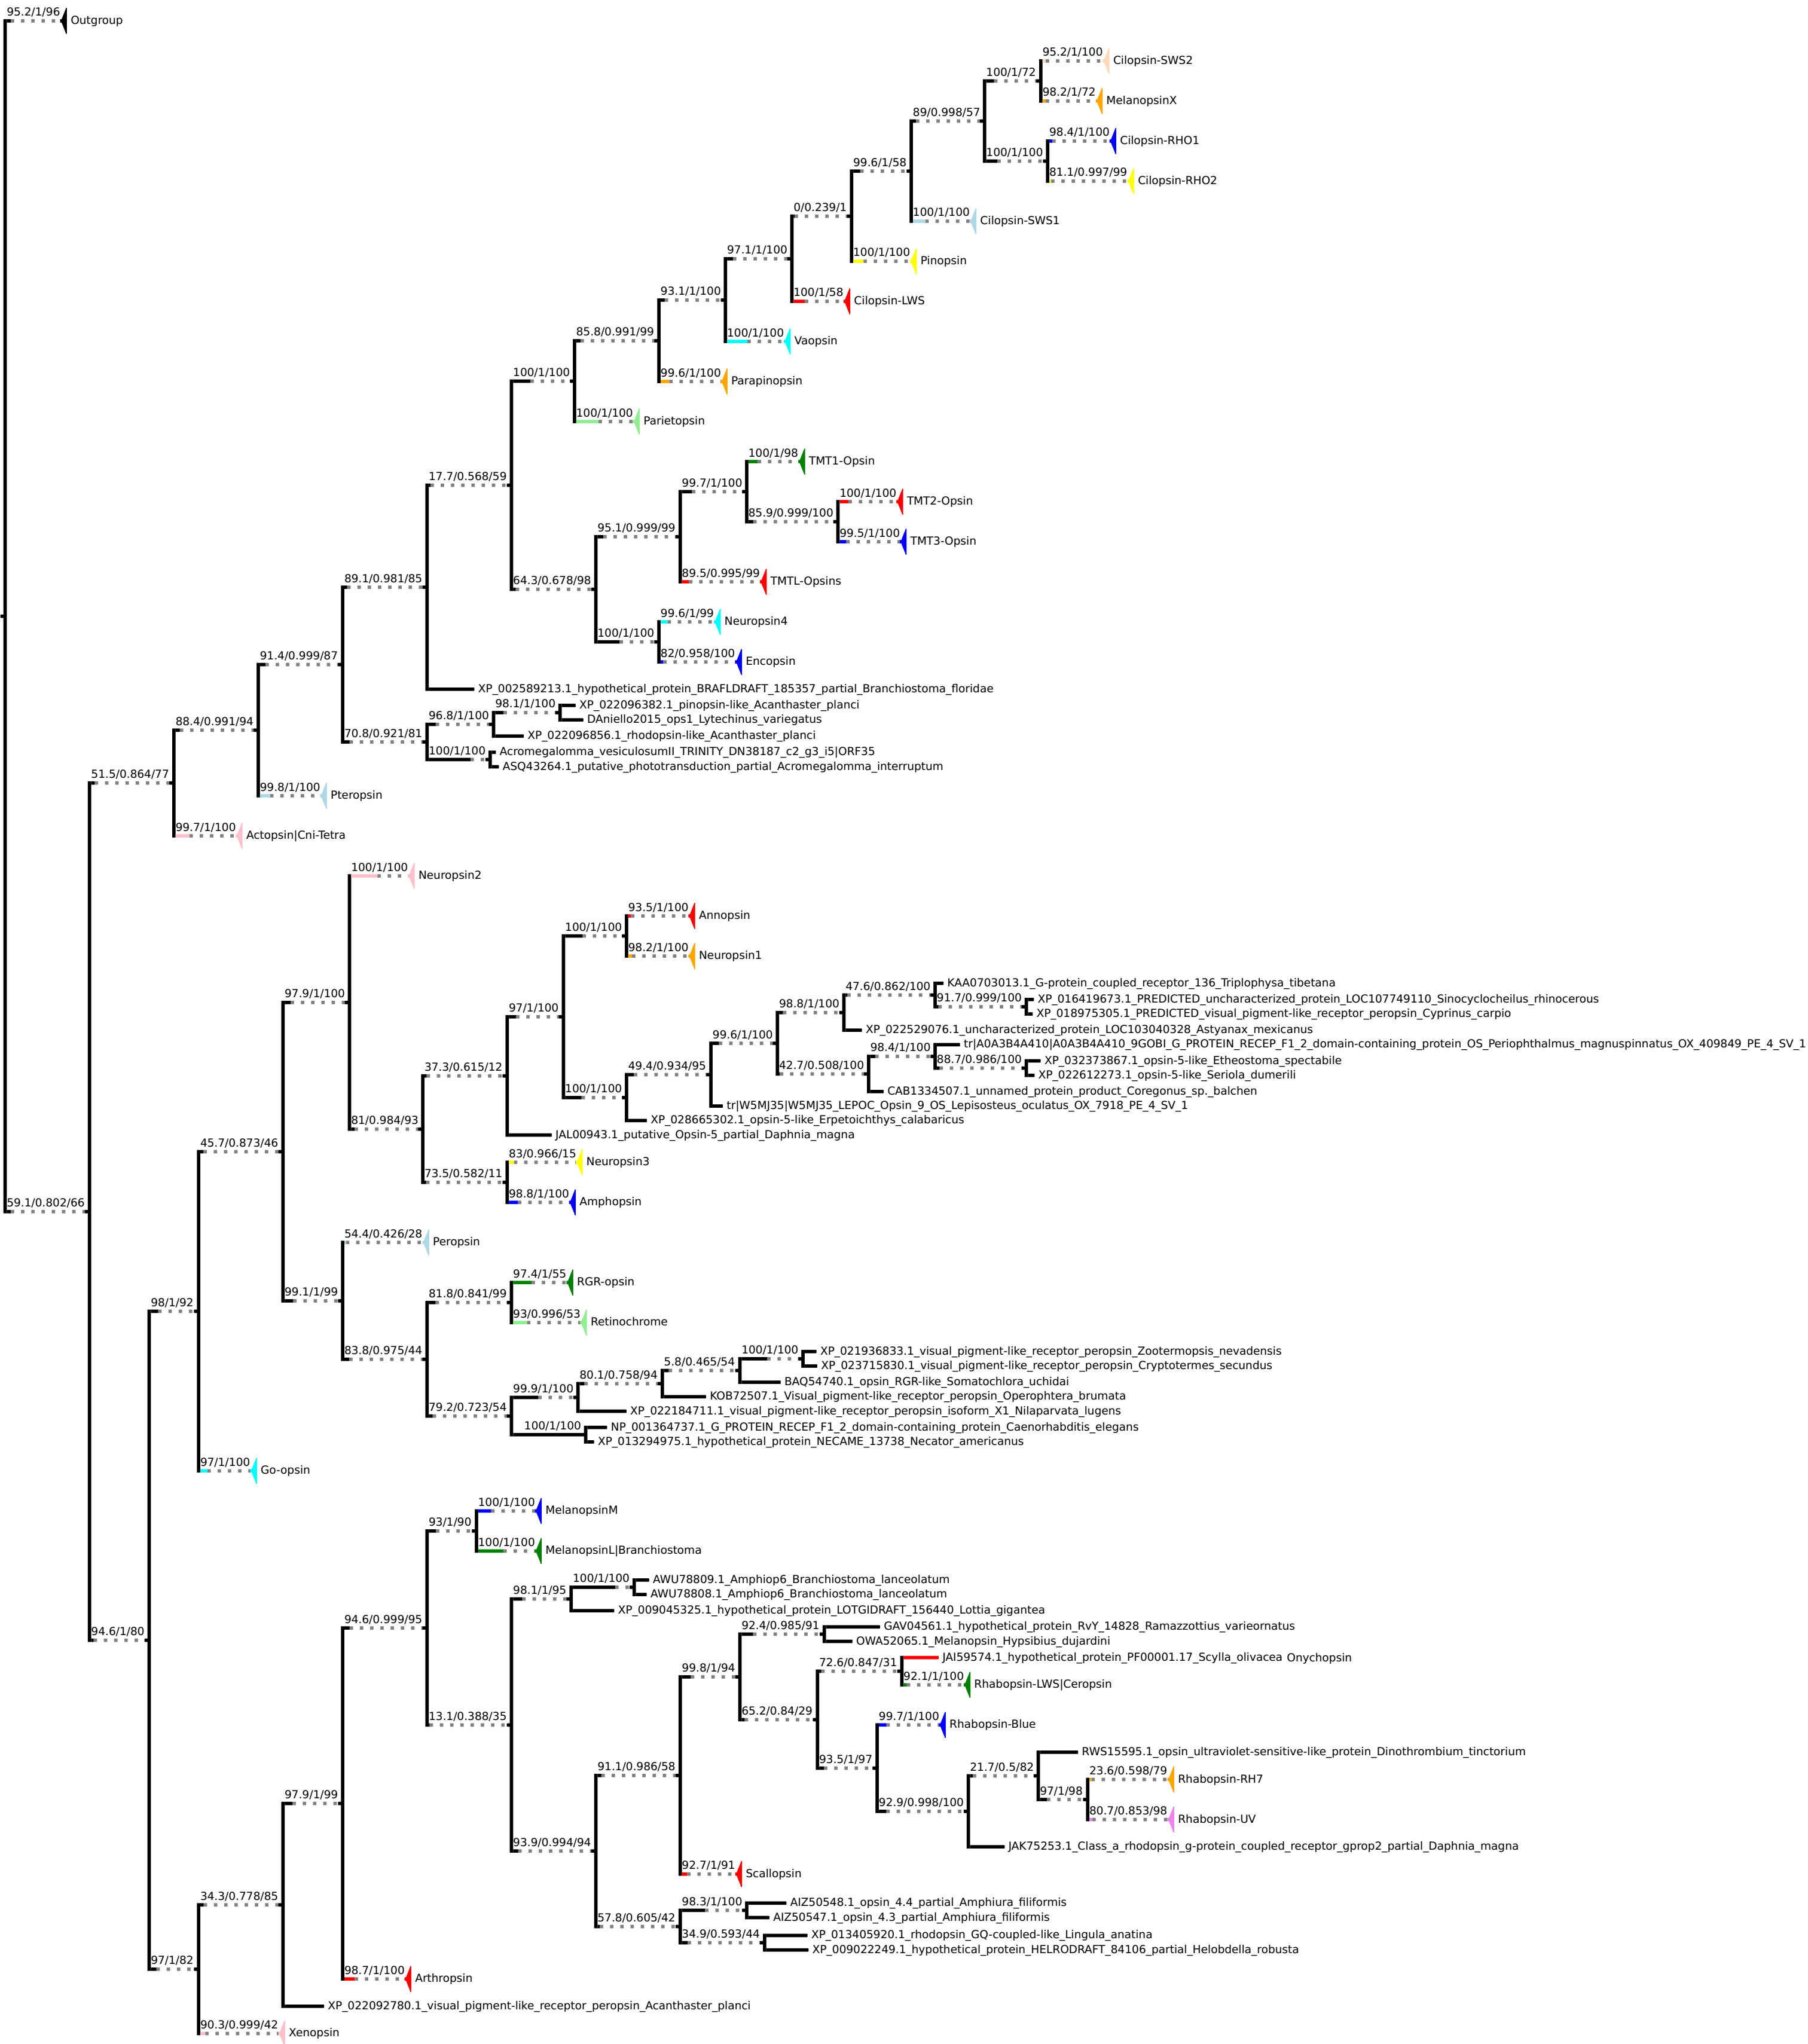 95.2/1/96
Outgroup
95.2/1/100
Cilopsin-SWS2
100/1/72
98.2/1/72
MelanopsinX
89/0.998/57
98.4/1/100
Cilopsin-RHO1
100/1/100
99.6/1/58
81.1/0.997/99
Cilopsin-RHO2
0/0.239/1
100/1/100
Cilopsin-SWS1
97.1/1/100
100/1/100
Pinopsin
93.1/1/100
100/1/58
Cilopsin-LWS
85.8/0.991/99
100/1/100
Vaopsin
100/1/100
99.6/1/100
Parapinopsin
100/1/100
Parietopsin
100/1/98
TMT1-Opsin
17.7/0.568/59
99.7/1/100
100/1/100
TMT2-Opsin
85.9/0.999/100
95.1/0.999/99
99.5/1/100
TMT3-Opsin
89.1/0.981/85
64.3/0.678/98
89.5/0.995/99
TMTL-Opsins
99.6/1/99
Neuropsin4
100/1/100
91.4/0.999/87
82/0.958/100
Encopsin
XP_002589213.1_hypothetical_protein_BRAFLDRAFT_185357_partial_Branchiostoma_floridae
98.1/1/100
XP_022096382.1_pinopsin-like_Acanthaster_planci
96.8/1/100
DAniello2015_ops1_Lytechinus_variegatus
88.4/0.991/94
70.8/0.921/81
XP_022096856.1_rhodopsin-like_Acanthaster_planci
100/1/100
Acromegalomma_vesiculosumII_TRINITY_DN38187_c2_g3_i5|ORF35
ASQ43264.1_putative_phototransduction_partial_Acromegalomma_interruptum
51.5/0.864/77
99.8/1/100
Pteropsin
99.7/1/100
Actopsin|Cni-Tetra
100/1/100
Neuropsin2
93.5/1/100
Annopsin
100/1/100
98.2/1/100
Neuropsin1
47.6/0.862/100
KAA0703013.1_G-protein_coupled_receptor_136_Triplophysa_tibetana
97.9/1/100
98.8/1/100
91.7/0.999/100
XP_016419673.1_PREDICTED_uncharacterized_protein_LOC107749110_Sinocyclocheilus_rhinocerous
97/1/100
XP_018975305.1_PREDICTED_visual_pigment-like_receptor_peropsin_Cyprinus_carpio
XP_022529076.1_uncharacterized_protein_LOC103040328_Astyanax_mexicanus
99.6/1/100
98.4/1/100
tr|A0A3B4A410|A0A3B4A410_9GOBI_G_PROTEIN_RECEP_F1_2_domain-containing_protein_OS_Periophthalmus_magnuspinnatus_OX_409849_PE_4_SV_1
37.3/0.615/12
49.4/0.934/95
42.7/0.508/100
88.7/0.986/100
XP_032373867.1_opsin-5-like_Etheostoma_spectabile
XP_022612273.1_opsin-5-like_Seriola_dumerili
100/1/100
CAB1334507.1_unnamed_protein_product_Coregonus_sp._balchen
tr|W5MJ35|W5MJ35_LEPOC_Opsin_9_OS_Lepisosteus_oculatus_OX_7918_PE_4_SV_1
81/0.984/93
XP_028665302.1_opsin-5-like_Erpetoichthys_calabaricus
JAL00943.1_putative_Opsin-5_partial_Daphnia_magna
45.7/0.873/46
73.5/0.582/11
83/0.966/15
Neuropsin3
98.8/1/100
Amphopsin
59.1/0.802/66
54.4/0.426/28
Peropsin
99.1/1/99
97.4/1/55
RGR-opsin
81.8/0.841/99
98/1/92
93/0.996/53
Retinochrome
83.8/0.975/44
100/1/100
XP_021936833.1_visual_pigment-like_receptor_peropsin_Zootermopsis_nevadensis
5.8/0.465/54
XP_023715830.1_visual_pigment-like_receptor_peropsin_Cryptotermes_secundus
80.1/0.758/94
BAQ54740.1_opsin_RGR-like_Somatochlora_uchidai
99.9/1/100
KOB72507.1_Visual_pigment-like_receptor_peropsin_Operophtera_brumata
79.2/0.723/54
XP_022184711.1_visual_pigment-like_receptor_peropsin_isoform_X1_Nilaparvata_lugens
100/1/100
NP_001364737.1_G_PROTEIN_RECEP_F1_2_domain-containing_protein_Caenorhabditis_elegans
XP_013294975.1_hypothetical_protein_NECAME_13738_Necator_americanus
97/1/100
Go-opsin
100/1/100
MelanopsinM
93/1/90
100/1/100
MelanopsinL|Branchiostoma
100/1/100
AWU78809.1_Amphiop6_Branchiostoma_lanceolatum
98.1/1/95
AWU78808.1_Amphiop6_Branchiostoma_lanceolatum
94.6/0.999/95
XP_009045325.1_hypothetical_protein_LOTGIDRAFT_156440_Lottia_gigantea
94.6/1/80
92.4/0.985/91
GAV04561.1_hypothetical_protein_RvY_14828_Ramazzottius_varieornatus
OWA52065.1_Melanopsin_Hypsibius_dujardini
99.8/1/94
72.6/0.847/31
JAI59574.1_hypothetical_protein_PF00001.17_Scylla_olivacea Onychopsin
92.1/1/100
Rhabopsin-LWS|Ceropsin
13.1/0.388/35
65.2/0.84/29
99.7/1/100
Rhabopsin-Blue
93.5/1/97
RWS15595.1_opsin_ultraviolet-sensitive-like_protein_Dinothrombium_tinctorium
91.1/0.986/58
21.7/0.5/82
23.6/0.598/79
Rhabopsin-RH7
97.9/1/99
97/1/98
92.9/0.998/100
80.7/0.853/98
Rhabopsin-UV
93.9/0.994/94
JAK75253.1_Class_a_rhodopsin_g-protein_coupled_receptor_gprop2_partial_Daphnia_magna
92.7/1/91
Scallopsin
34.3/0.778/85
98.3/1/100
AIZ50548.1_opsin_4.4_partial_Amphiura_filiformis
57.8/0.605/42
AIZ50547.1_opsin_4.3_partial_Amphiura_filiformis
34.9/0.593/44
XP_013405920.1_rhodopsin_GQ-coupled-like_Lingula_anatina
XP_009022249.1_hypothetical_protein_HELRODRAFT_84106_partial_Helobdella_robusta
97/1/82
98.7/1/100
Arthropsin
XP_022092780.1_visual_pigment-like_receptor_peropsin_Acanthaster_planci
90.3/0.999/42
Xenopsin